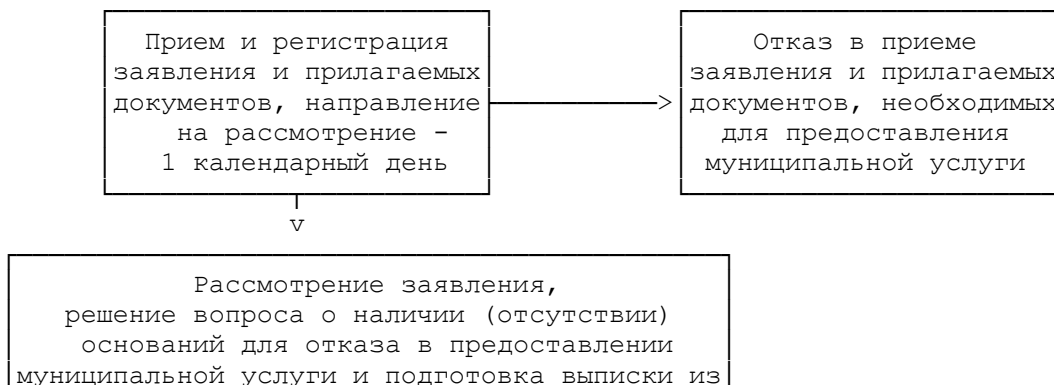 Прием и регистрация
заявления и прилагаемых
документов, направление
на рассмотрение -
1 календарный день
Отказ в приеме
заявления и прилагаемых
документов, необходимых
для предоставления
муниципальной услуги
v
Рассмотрение заявления,
решение вопроса о наличии (отсутствии)
оснований для отказа в предоставлении
муниципальной услуги и подготовка выписки из